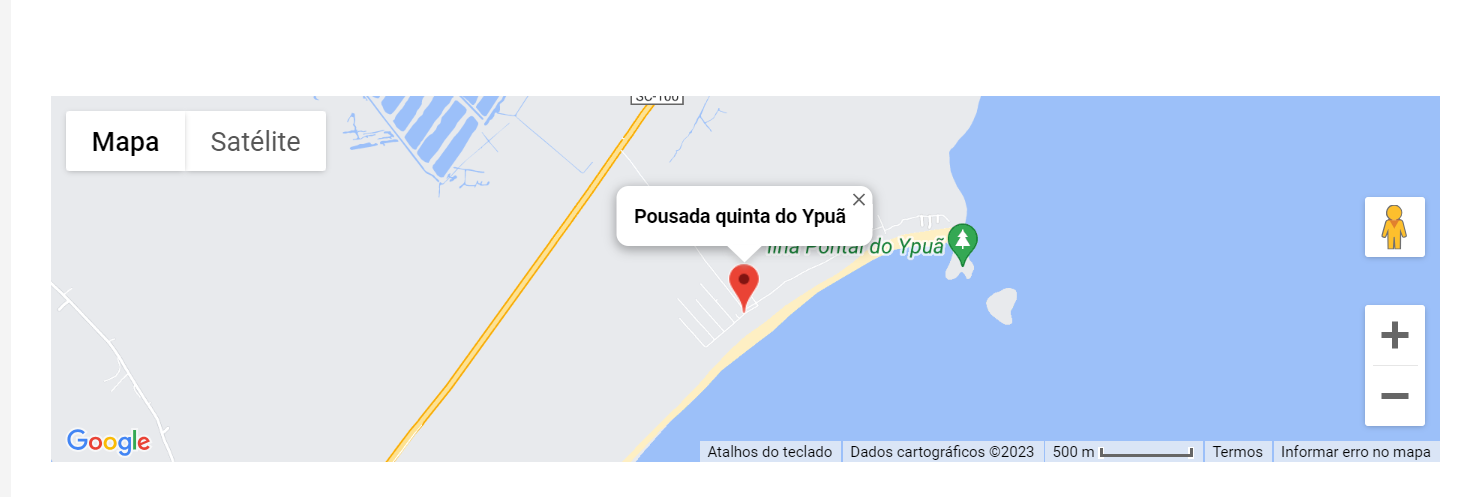 SC-100
Mapa
Satélite
Pousada quinta do Ypuã
Ilha Pontal do Ypuã
Google
Atalhos do teclado
Dados cartográficos ©2023
500 m
Termos
Informar erro no mapa